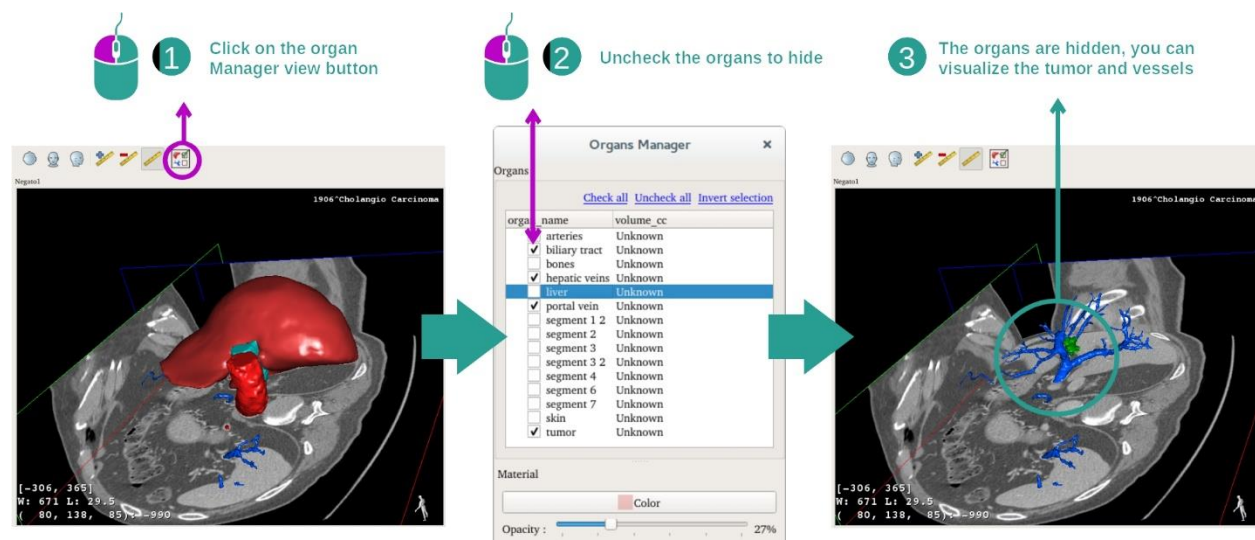 1
Click on the organ
Manager view button
2
Uncheck the organs to hide
3
The organs are hidden, you can
visualize the tumor and vessels
Negato1
1906^Cholangio Carcinoma
[-306, 365]
W: 671 L: 29.5
( 80, 138, 85): -990
Organs Manager
Organs
Check all Uncheck all Invert selection
organ_name volume_cc
arteries Unknown
biliary tract Unknown
bones Unknown
hepatic veins Unknown
liver Unknown
portal vein Unknown
segment 1 2 Unknown
segment 2 Unknown
segment 3 Unknown
segment 3 2 Unknown
segment 4 Unknown
segment 6 Unknown
segment 7 Unknown
skin Unknown
tumor Unknown
Material
Color
Opacity : 27%
Negato1
1906^Cholangio Carcinoma
[-306, 365]
W: 671 L: 29.5
( 80, 138, 85): -990